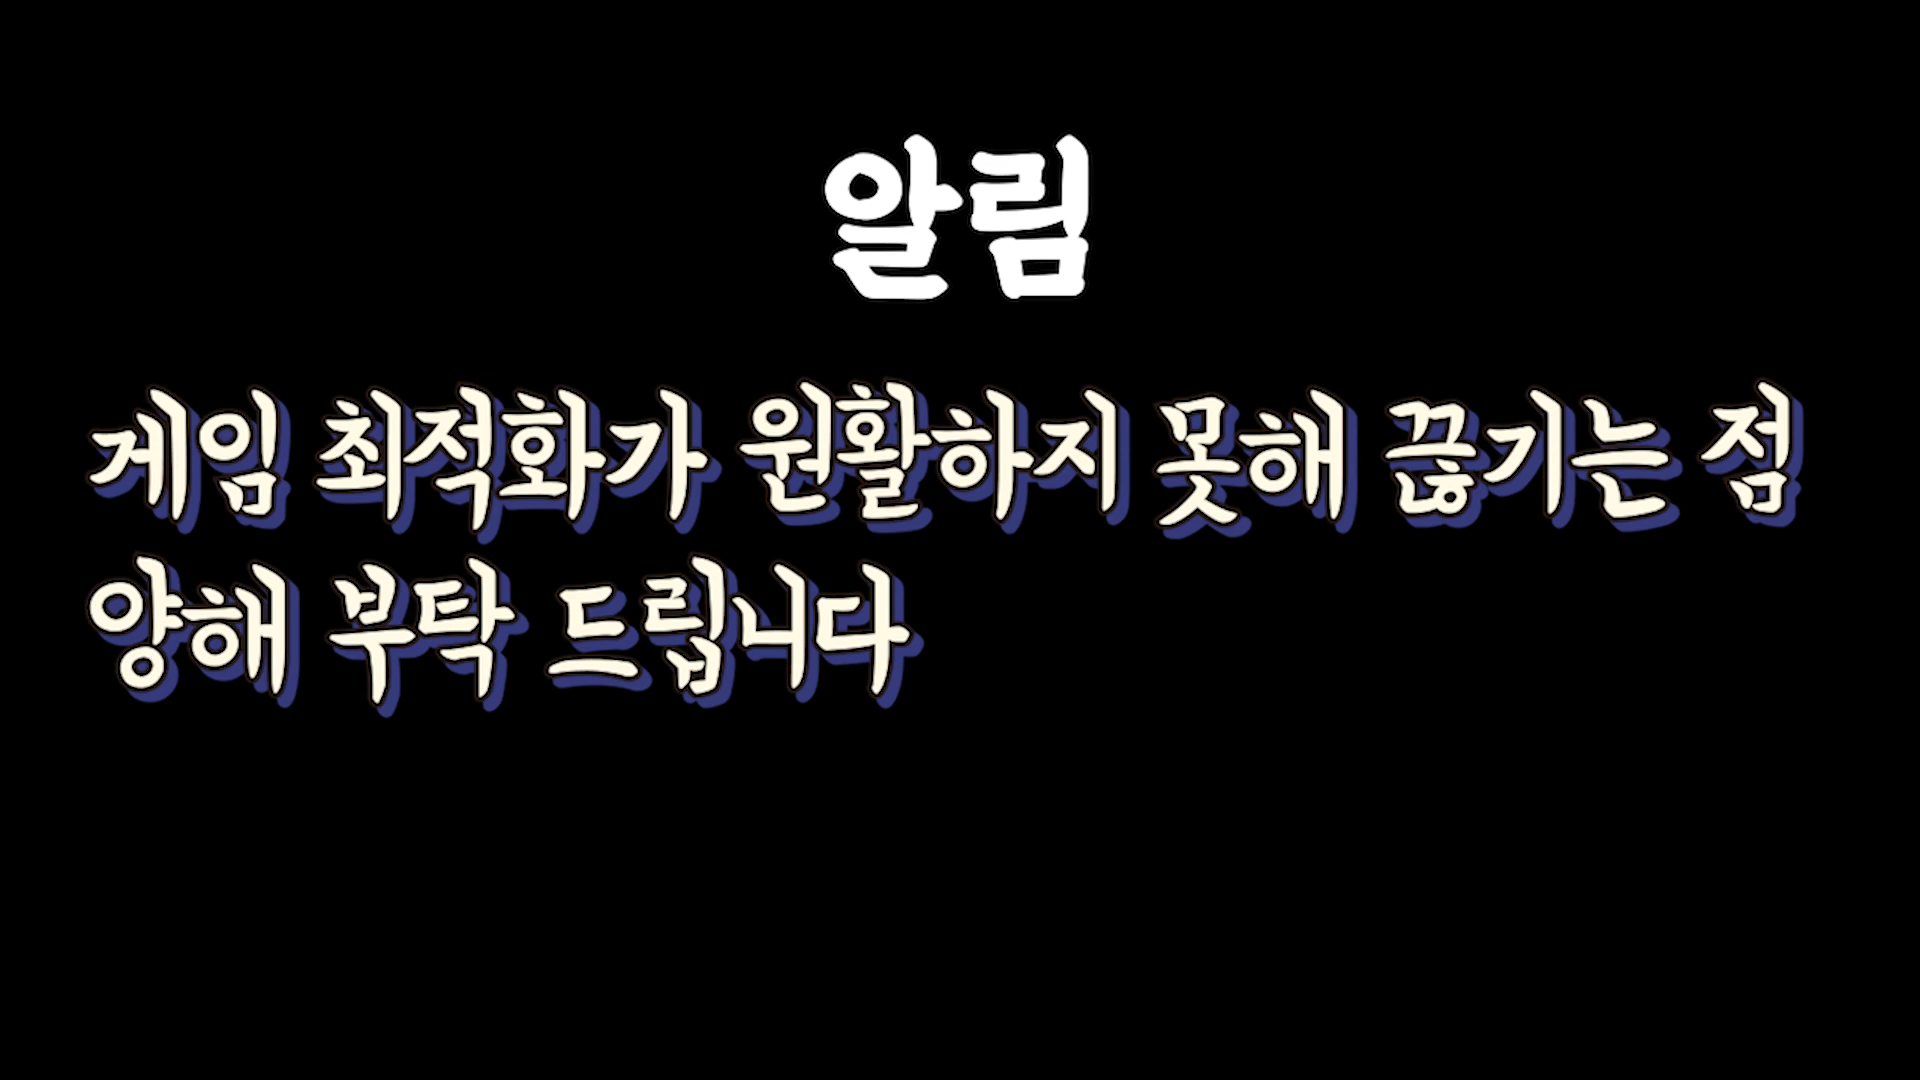 알림
게임 최적화가 원활하지 못해 끊기는 점
양해 부탁 드립니다